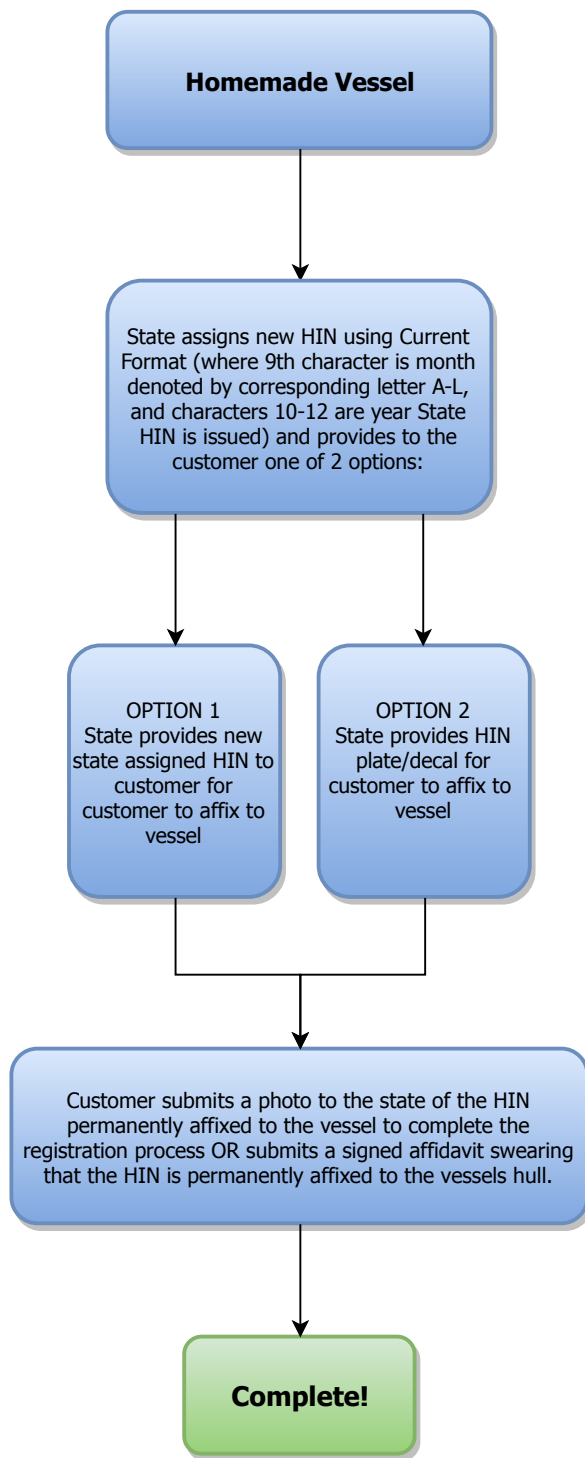 Homemade Vessel
State assigns new HIN using Current
Format (where 9th character is month
denoted by corresponding letter A-L,
and characters 10-12 are year State
HIN is issued) and provides to the
customer one of 2 options:
OPTION 1
State provides new
state assigned HIN to
customer for
customer to affix to
vessel
OPTION 2
State provides HIN
plate/decal for
customer to affix to
vessel
Customer submits a photo to the state of the HIN
permanently affixed to the vessel to complete the
registration process OR submits a signed affidavit swearing
that the HIN is permanently affixed to the vessels hull.
Complete!